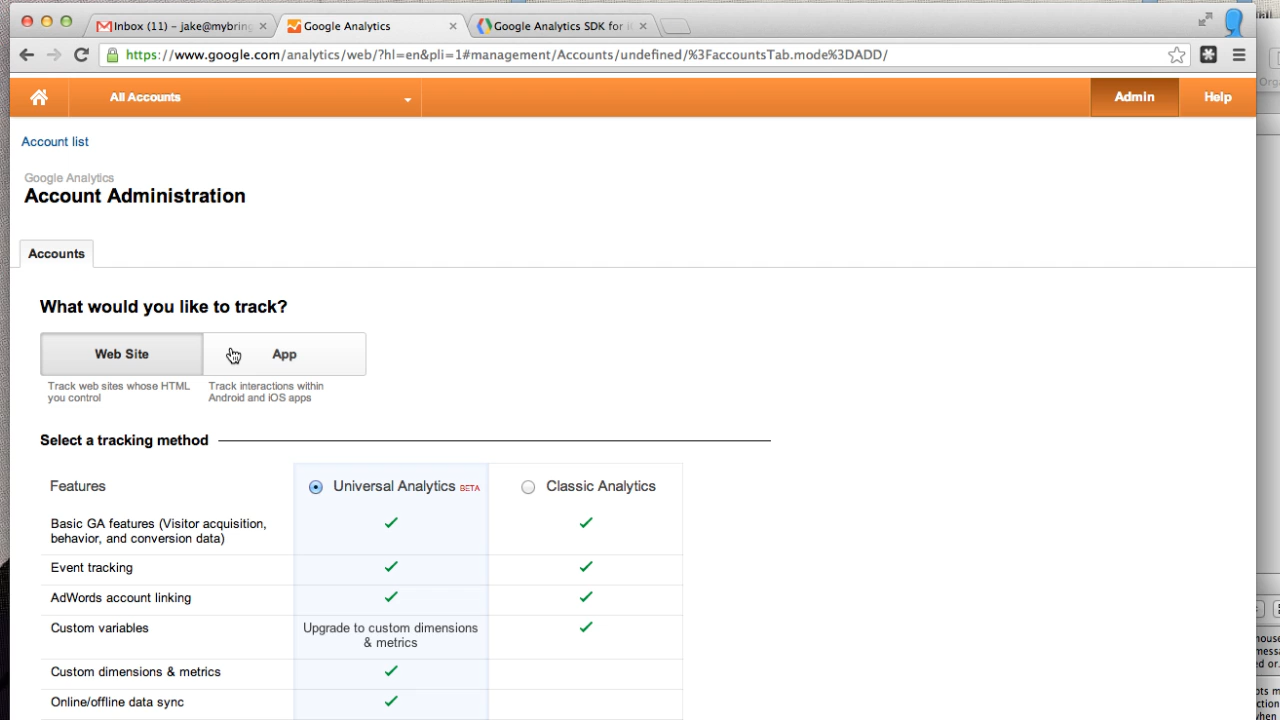 Inbox (11) – jake@mybring
Google Analytics
Google Analytics SDK for i
https://www.google.com/analytics/web/?hl=en&pli=1#management/Accounts/undefined/%3FaccountsTab.mode%3DADD/
All Accounts
Admin
Help
Account list
Google Analytics
Account Administration
Accounts
What would you like to track?
Web Site
App
Track web sites whose HTML
you control
Track interactions within
Android and iOS apps
Select a tracking method
Features
Universal Analytics BETA
Classic Analytics
Basic GA features (Visitor acquisition,
behavior, and conversion data)
Event tracking
AdWords account linking
Custom variables
Upgrade to custom dimensions
& metrics
Custom dimensions & metrics
Online/offline data sync